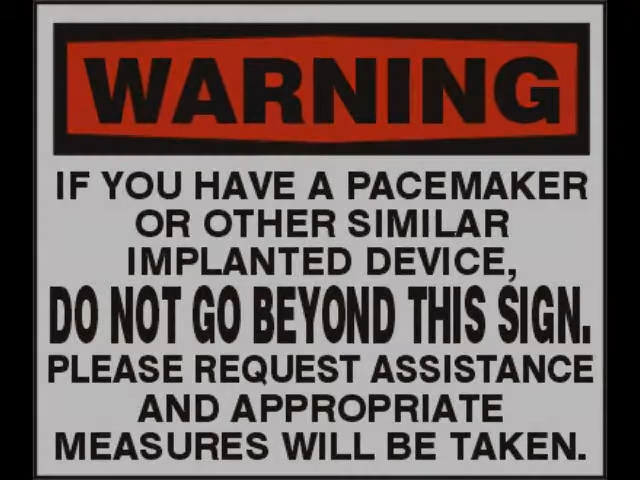 WARNING
IF YOU HAVE A PACEMAKER
OR OTHER SIMILAR
IMPLANTED DEVICE,
DO NOT GO BEYOND THIS SIGN.
PLEASE REQUEST ASSISTANCE
AND APPROPRIATE
MEASURES WILL BE TAKEN.